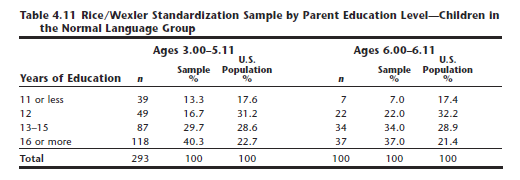 Table 4.11 Rice/Wexler Standardization Sample by Parent Education Level—Children in
the Normal Language Group
Ages 3.00–5.11 Ages 6.00–6.11
U.S. U.S.
Sample Population Sample Population
Years of Education n % % n % %
11 or less 39 13.3 17.6 7 7.0 17.4
12 49 16.7 31.2 22 22.0 32.2
13–15 87 29.7 28.6 34 34.0 28.9
16 or more 118 40.3 22.7 37 37.0 21.4
Total 293 100 100 100 100 100